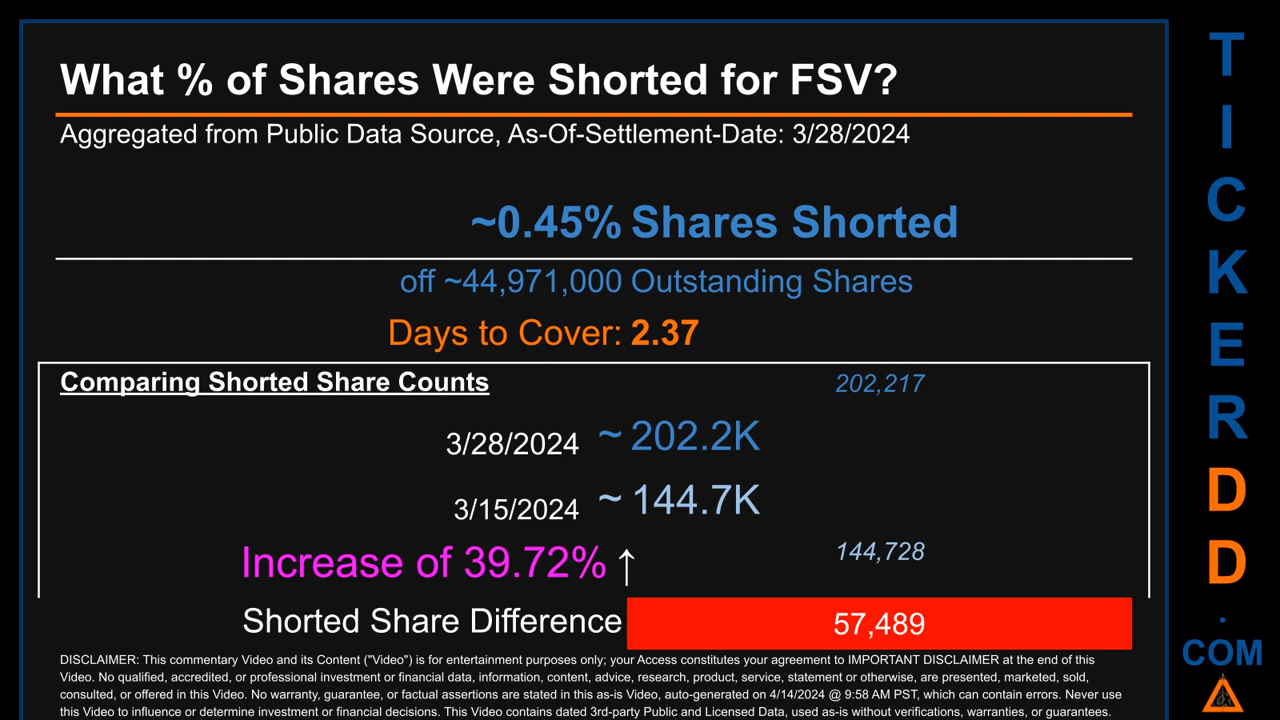 What % of Shares Were Shorted for FSV?
Aggregated from Public Data Source, As-Of-Settlement-Date: 3/28/2024
~0.45% Shares Shorted
off ~44,971,000 Outstanding Shares
Days to Cover: 2.37
Comparing Shorted Share Counts 202,217
3/28/2024 ~ 202.2K
3/15/2024 ~ 144.7K
Increase of 39.72% ↑ 144,728
Shorted Share Difference 57,489
DISCLAIMER: This commentary Video and its Content ("Video") is for entertainment purposes only; your Access constitutes your agreement to IMPORTANT DISCLAIMER at the end of this
Video. No qualified, accredited, or professional investment or financial data, information, content, advice, research, product, service, statement or otherwise, are presented, marketed, sold,
consulted, or offered in this Video. No warranty, guarantee, or factual assertions are stated in this as-is Video, auto-generated on 4/14/2024 @ 9:58 AM PST, which can contain errors. Never use
this Video to influence or determine investment or financial decisions. This Video contains dated 3rd-party Public and Licensed Data, used as-is without verifications, warranties, or guarantees.
T
I
C
K
E
R
D
D
.
COM